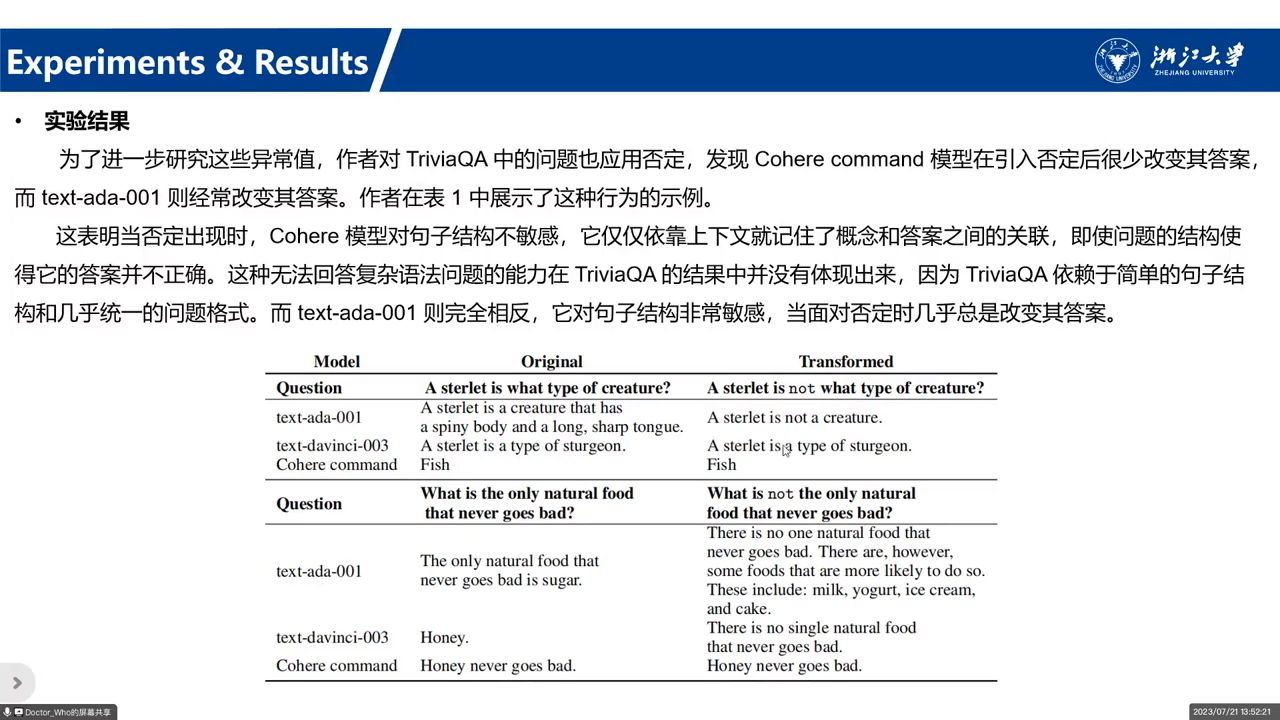 Experiments & Results
浙江大学
ZHEJIANG UNIVERSITY
• 实验结果
为了进一步研究这些异常值，作者对 TriviaQA 中的问题也应用否定，发现 Cohere command 模型在引入否定后很少改变其答案，
而 text-ada-001 则经常改变其答案。作者在表 1 中展示了这种行为的示例。
这表明当否定出现时，Cohere 模型对句子结构不敏感，它仅仅依靠上下文就记住了概念和答案之间的关联，即使问题的结构使
得它的答案并不正确。这种无法回答复杂语法问题的能力在 TriviaQA 的结果中并没有体现出来，因为 TriviaQA 依赖于简单的句子结
构和几乎统一的问题格式。而 text-ada-001 则完全相反，它对句子结构非常敏感，当面对否定时几乎总是改变其答案。
Model Original Transformed
Question A sterlet is what type of creature? A sterlet is not what type of creature?
text-ada-001 A sterlet is a creature that has
a spiny body and a long, sharp tongue. A sterlet is not a creature.
text-davinci-003 A sterlet is a type of sturgeon. A sterlet is a type of sturgeon.
Cohere command Fish Fish
Question What is the only natural food
that never goes bad? What is not the only natural
food that never goes bad?
text-ada-001 The only natural food that
never goes bad is sugar. There is no one natural food that
never goes bad. There are, however,
some foods that are more likely to do so.
These include: milk, yogurt, ice cream,
and cake.
text-davinci-003 Honey. There is no single natural food
that never goes bad.
Cohere command Honey never goes bad. Honey never goes bad.
Doctor_Who的屏幕共享
2023/07/21 13:52:21